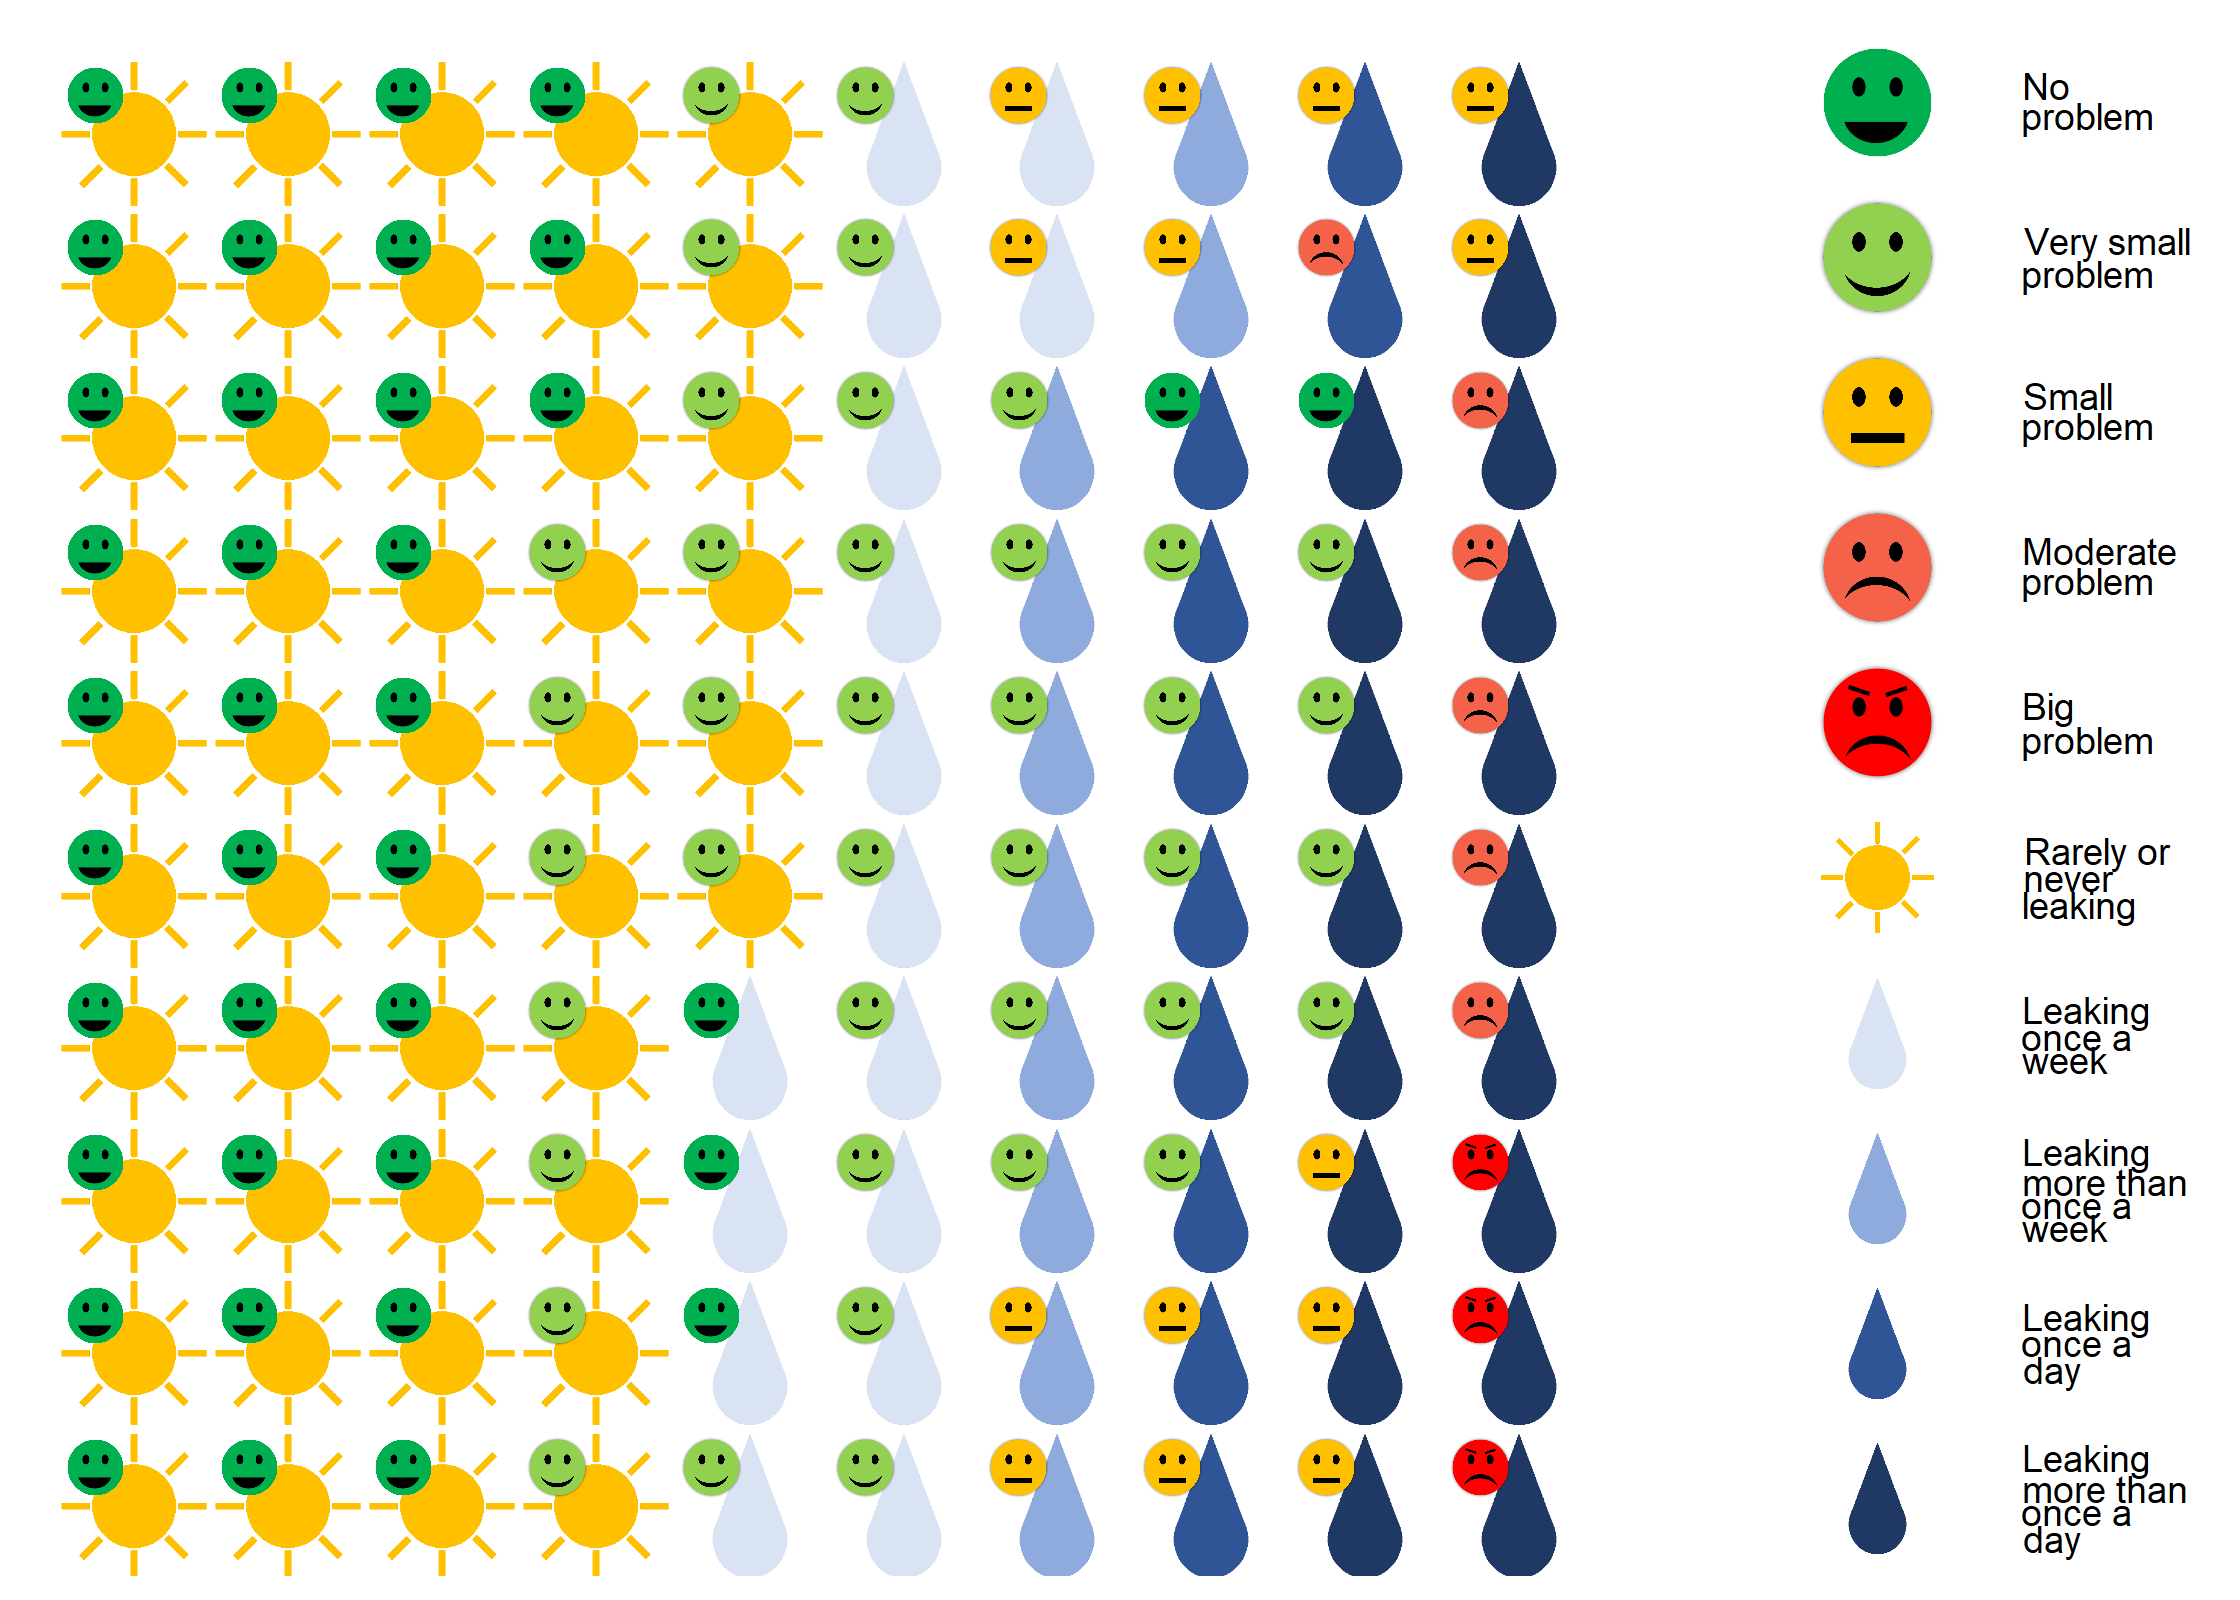 No
problem
Very small
problem
Small
problem
Moderate
problem
Big
problem
Rarely or
never
leaking
Leaking
once a
week
Leaking
more than
once a
week
Leaking
once a
day
Leaking
more than
once a
day